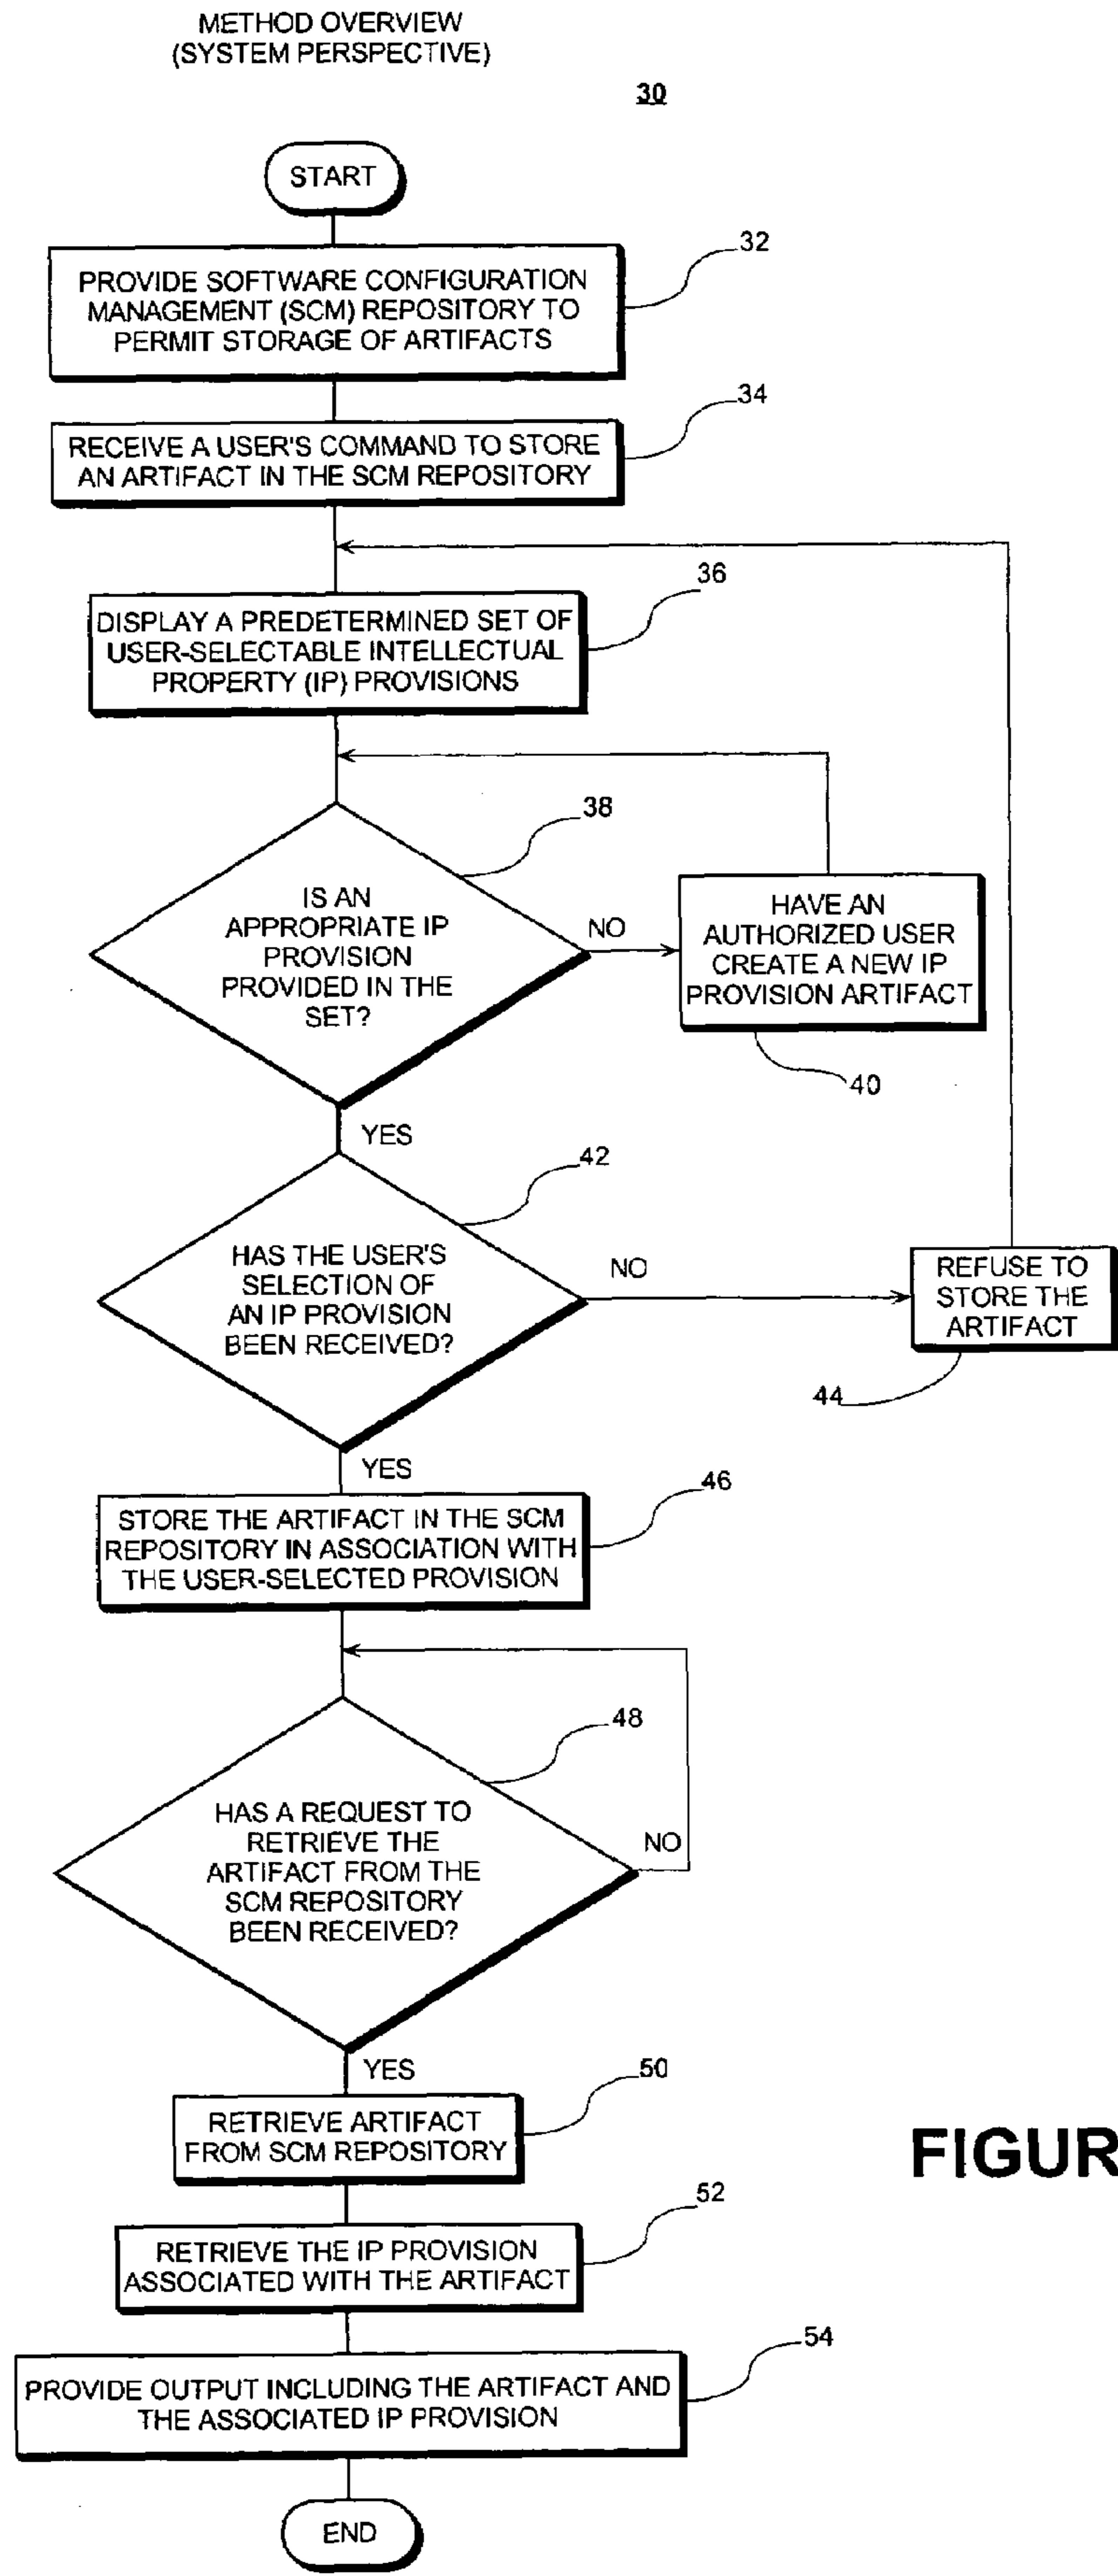 METHOD OVERVIEW
(SYSTEM PERSPECTIVE)
30
START
32
PROVIDE SOFTWARE CONFIGURATION
MANAGEMENT (SCM) REPOSITORY TO
PERMIT STORAGE OF ARTIFACTS
34
RECEIVE A USER'S COMMAND TO STORE
AN ARTIFACT IN THE SCM REPOSITORY
36
DISPLAY A PREDETERMINED SET OF
USER-SELECTABLE INTELLECTUAL
PROPERTY (IP) PROVISIONS
38
IS AN
APPROPRIATE IP
PROVISION
PROVIDED IN THE
SET?
NO
HAVE AN
AUTHORIZED USER
CREATE A NEW IP
PROVISION ARTIFACT
40
YES
42
HAS THE USER'S
SELECTION OF
AN IP PROVISION
BEEN RECEIVED?
NO
REFUSE TO
STORE THE
ARTIFACT
44
YES
46
STORE THE ARTIFACT IN THE SCM
REPOSITORY IN ASSOCIATION WITH
THE USER-SELECTED PROVISION
48
HAS A REQUEST TO
RETRIEVE THE
ARTIFACT FROM THE
SCM REPOSITORY
BEEN RECEIVED?
NO
YES
50
RETRIEVE ARTIFACT
FROM SCM REPOSITORY
FIGUR
52
RETRIEVE THE IP PROVISION
ASSOCIATED WITH THE ARTIFACT
54
PROVIDE OUTPUT INCLUDING THE ARTIFACT AND
THE ASSOCIATED IP PROVISION
END